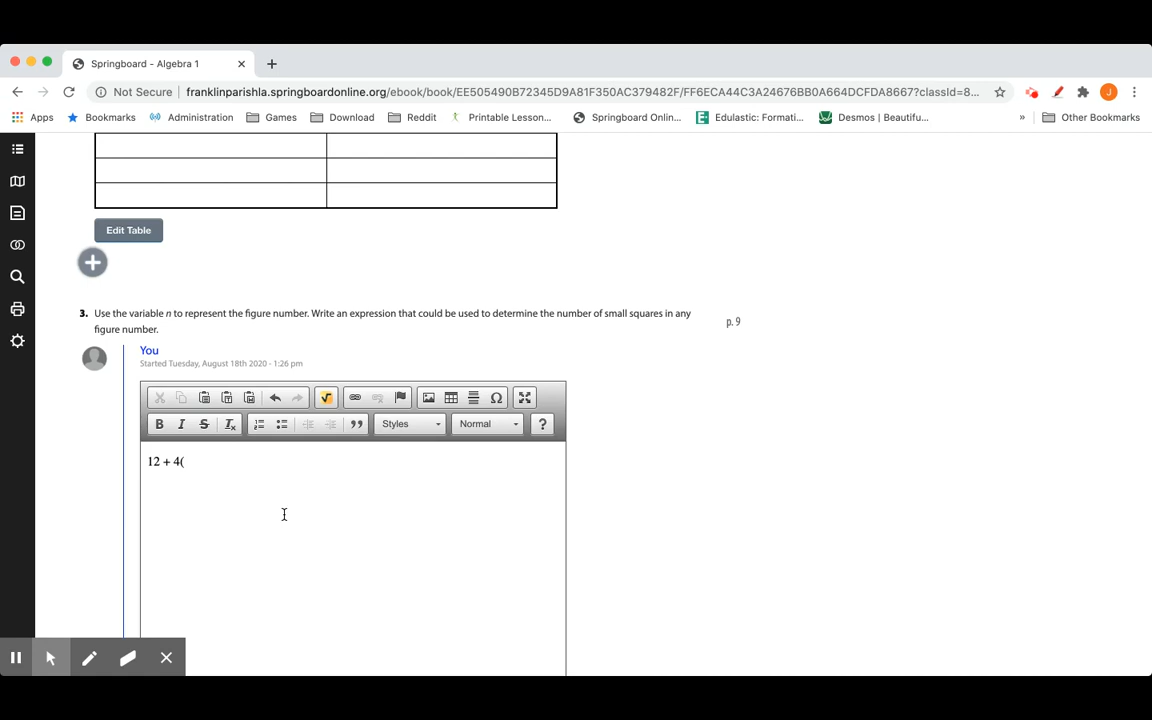 Springboard - Algebra 1
Not Secure franklinparishla.springboardonline.org/ebook/book/EE505490B72345D9A81F350AC379482F/FF6ECA44C3A24676BB0A664DCFDA8667?classId=8...
J
Apps Bookmarks Administration Games Download Reddit Printable Lesson... Springboard Onlin... Edulastic: Formati... Desmos | Beautifu... » Other Bookmarks
Edit Table
3. Use the variable n to represent the figure number. Write an expression that could be used to determine the number of small squares in any
figure number.
p. 9
You
Started Tuesday, August 18th 2020 - 1:26 pm
B I S Tx Styles Normal ?
12 + 4(